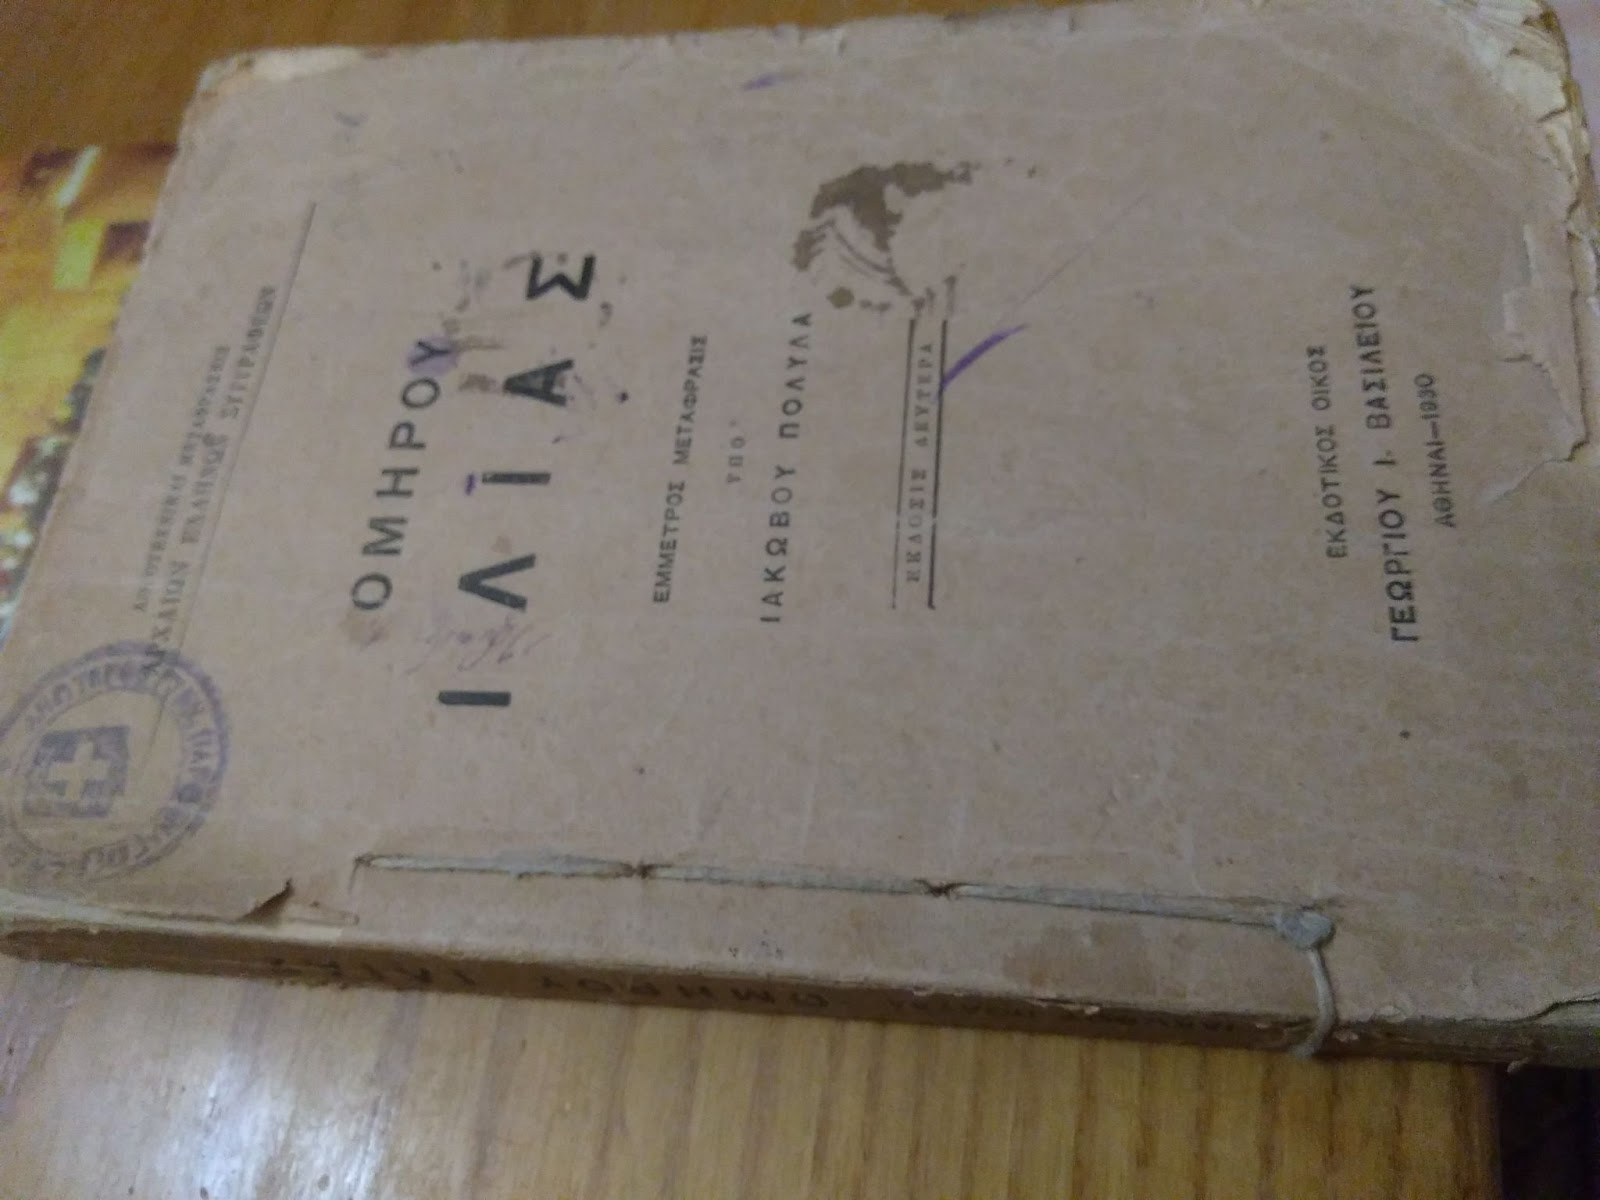 ΑΡΧΑΙΩΝ ΕΛΛΗΝΩΝ ΣΥΓΓΡΑΦΕΩΝ
ΟΜΗΡΟΥ
ΙΛΙΑΣ
ΕΜΜΕΤΡΟΣ ΜΕΤΑΦΡΑΣΙΣ
ΥΠΟ
ΙΑΚΩΒΟΥ ΠΟΛΥΛΑ
ΕΚΔΟΣΙΣ ΔΕΥΤΕΡΑ
ΕΚΔΟΤΙΚΟΣ ΟΙΚΟΣ
ΓΕΩΡΓΙΟΥ Ι. ΒΑΣΙΛΕΙΟΥ
ΑΘΗΝΑΙ—1930
ΟΜΗΡΟΥ ΙΛΙΑΣ